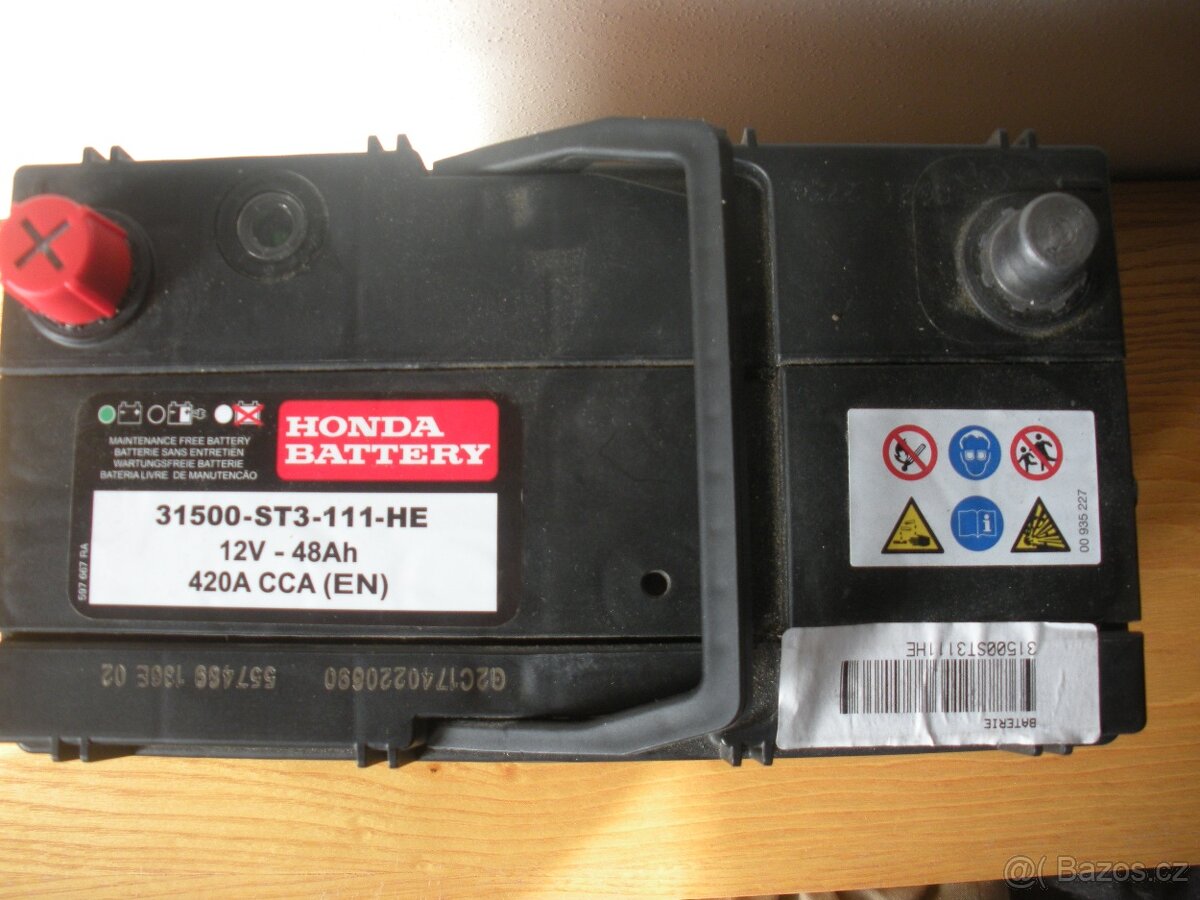 MAINTENANCE FREE BATTERY
BATTERIE SANS ENTRETIEN
WARTUNGSFREIE BATTERIE
BATERIA LIVRE DE MANUTENCÃO
HONDA
BATTERY
31500-ST3-111-HE
12V - 48Ah
420A CCA (EN)
597 667 RA
00 935 227
G2C1740220690 557489 180E 02
BATERIE
31500ST3111HE
@( Bazos.cz